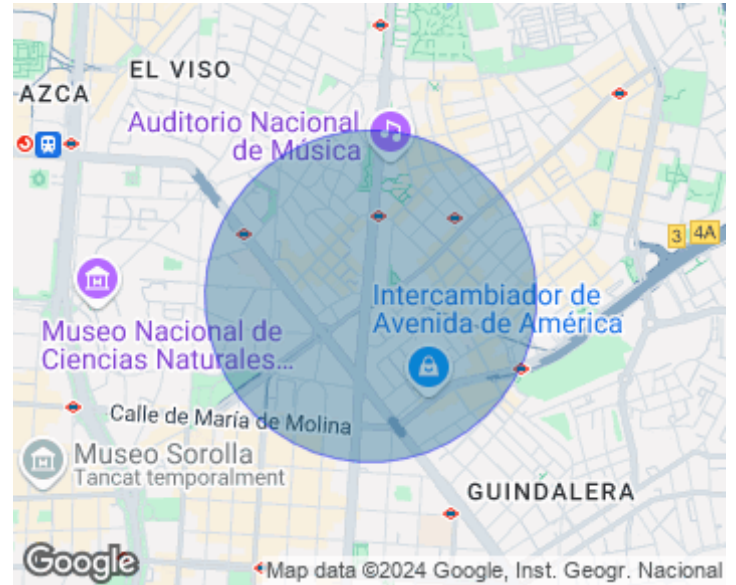 EL VISO
AZCA
Auditorio Nacional
de Música
3
4A
Intercambiador de
Avenida de América
Museo Nacional de
Ciencias Naturales...
Calle de María de Molina
Museo Sorolla
Tancat temporalment
GUINDALERA
Google
Map data ©2024 Google, Inst. Geogr. Nacional